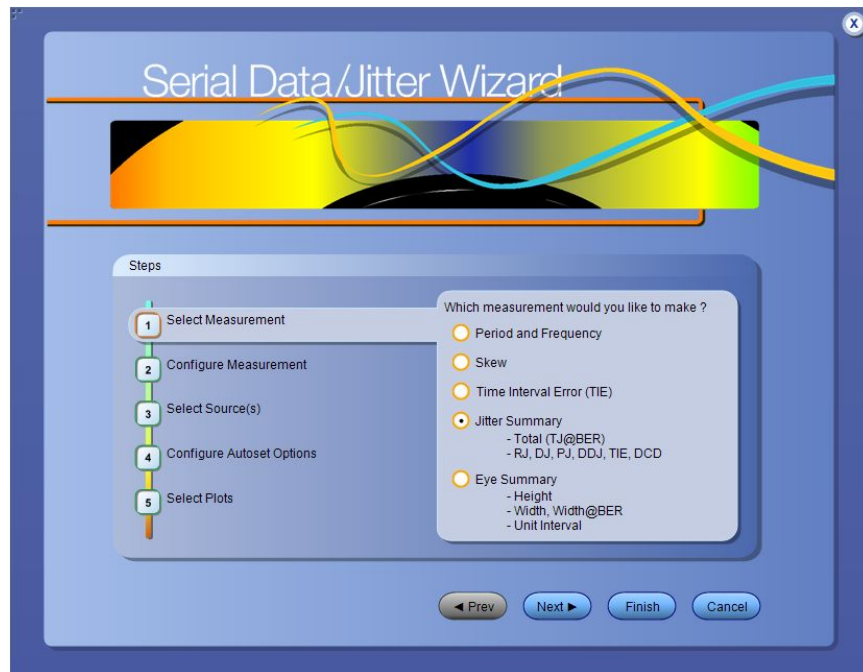 X
Serial Data/Jitter Wizard
Steps
1 Select Measurement
2 Configure Measurement
3 Select Source(s)
4 Configure Autoset Options
5 Select Plots
Which measurement would you like to make ?
Period and Frequency
Skew
Time Interval Error (TIE)
Jitter Summary
- Total (TJ@BER)
- RJ, DJ, PJ, DDJ, TIE, DCD
Eye Summary
- Height
- Width, Width@BER
- Unit Interval
◄ Prev Next ► Finish Cancel